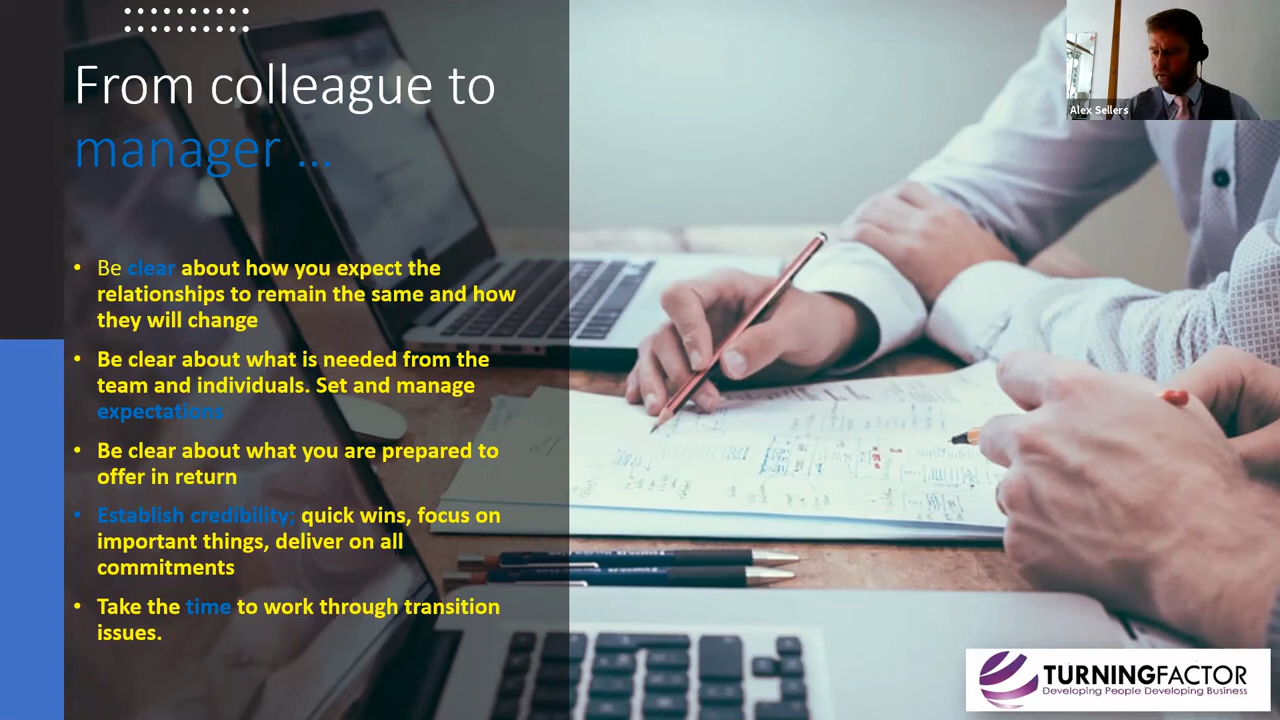 From colleague to
manager ...
Alex Sellers
• Be clear about how you expect the
relationships to remain the same and how
they will change
• Be clear about what is needed from the
team and individuals. Set and manage
expectations
• Be clear about what you are prepared to
offer in return
• Establish credibility; quick wins, focus on
important things, deliver on all
commitments
• Take the time to work through transition
issues.
TURNINGFACTOR
Developing People Developing Business